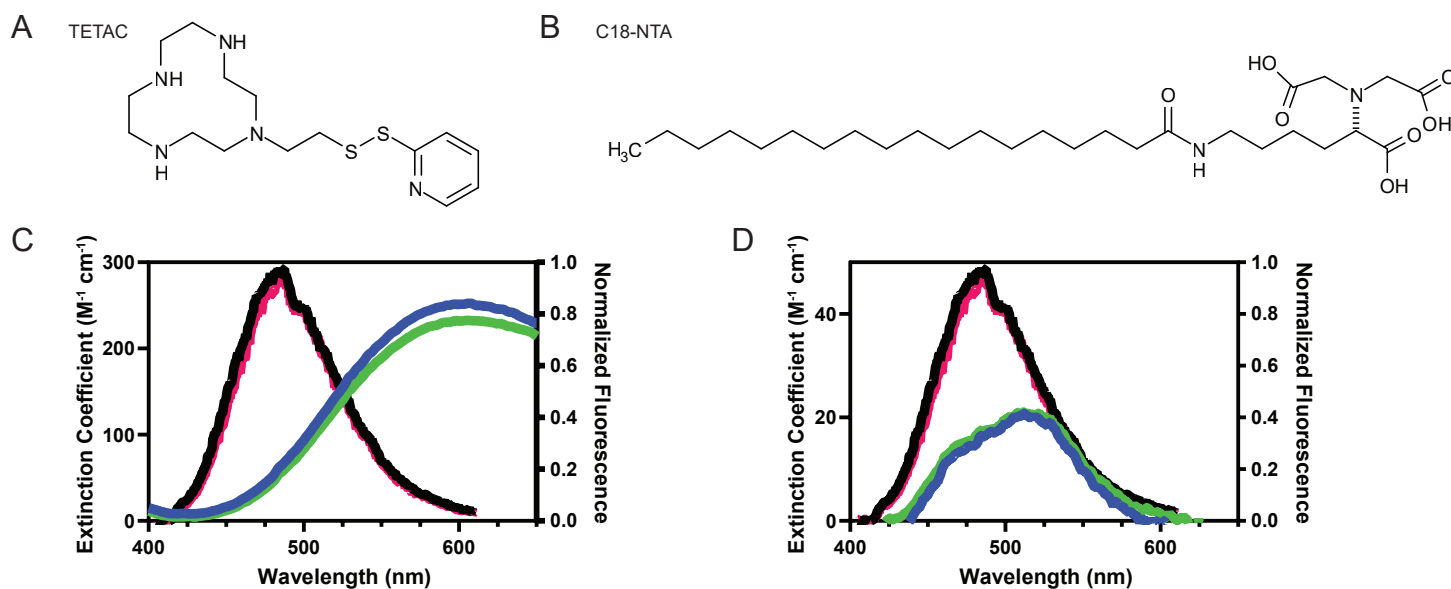 A TETAC
NH
NH
N
H
N
S
S
N
B C18-NTA
H₃C
O
N
H
HO
O
N
O
OH
O
OH
C
Extinction Coefficient (M⁻¹ cm⁻¹)
300
200
100
0
400 500 600
Wavelength (nm)
1.0
0.8
0.6
0.4
0.2
0.0
Normalized Fluorescence
D
Extinction Coefficient (M⁻¹ cm⁻¹)
40
20
0
400 500 600
Wavelength (nm)
1.0
0.8
0.6
0.4
0.2
0.0
Normalized Fluorescence